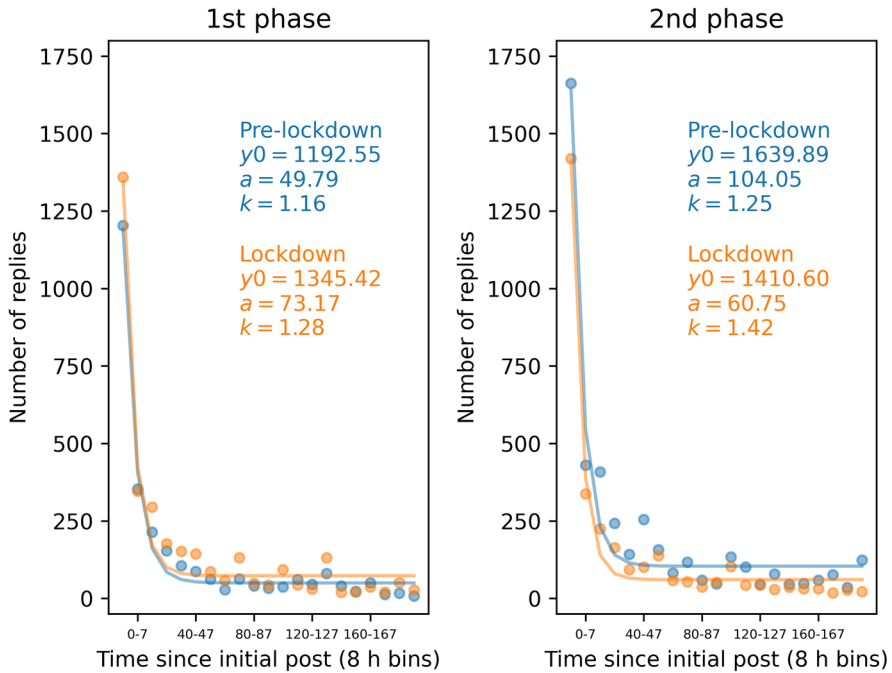 1st phase
1750
1500
1250
1000
750
500
250
0
Number of replies
Pre-lockdown
y0 = 1192.55
a = 49.79
k = 1.16
Lockdown
y0 = 1345.42
a = 73.17
k = 1.28
0-7
40-47
80-87
120-127
160-167
Time since initial post (8 h bins)
2nd phase
1750
1500
1250
1000
750
500
250
0
Number of replies
Pre-lockdown
y0 = 1639.89
a = 104.05
k = 1.25
Lockdown
y0 = 1410.60
a = 60.75
k = 1.42
0-7
40-47
80-87
120-127
160-167
Time since initial post (8 h bins)